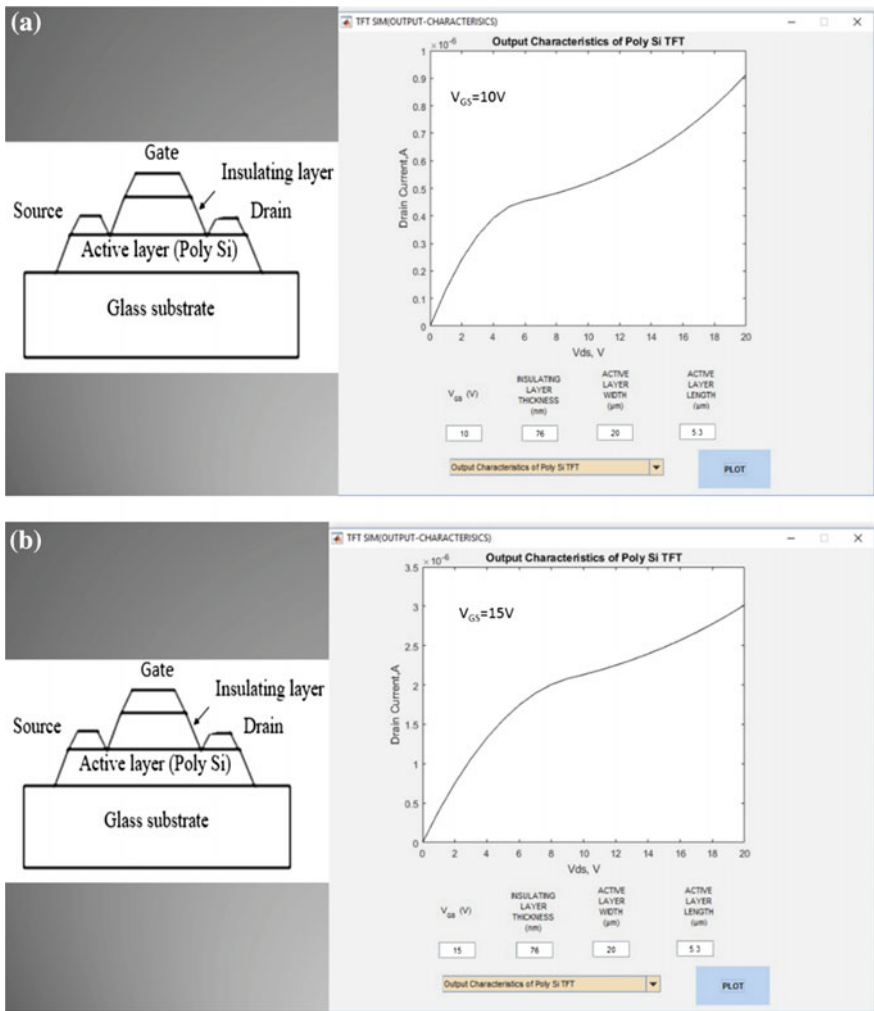 (a)
TFT SIM(OUTPUT-CHARACTERISICS)
Output Characteristics of Poly Si TFT
×10-6
VGS=10V
Drain Current,A
1
0.9
0.8
0.7
0.6
0.5
0.4
0.3
0.2
0.1
0
0 2 4 6 8 10 12 14 16 18 20
Vds, V
Gate
Insulating layer
Source
Drain
Active layer (Poly Si)
Glass substrate
VGS (V)
INSULATING
LAYER
THICKNESS
(nm)
ACTIVE
LAYER
WIDTH
(μm)
ACTIVE
LAYER
LENGTH
(μm)
10 76 20 5.3
Output Characteristics of Poly Si TFT
PLOT
(b)
TFT SIM(OUTPUT-CHARACTERISICS)
Output Characteristics of Poly Si TFT
×10-6
VGS=15V
Drain Current,A
3.5
3
2.5
2
1.5
1
0.5
0
0 2 4 6 8 10 12 14 16 18 20
Vds, V
Gate
Insulating layer
Source
Drain
Active layer (Poly Si)
Glass substrate
VGS (V)
INSULATING
LAYER
THICKNESS
(nm)
ACTIVE
LAYER
WIDTH
(μm)
ACTIVE
LAYER
LENGTH
(μm)
15 76 20 5.3
Output Characteristics of Poly Si TFT
PLOT